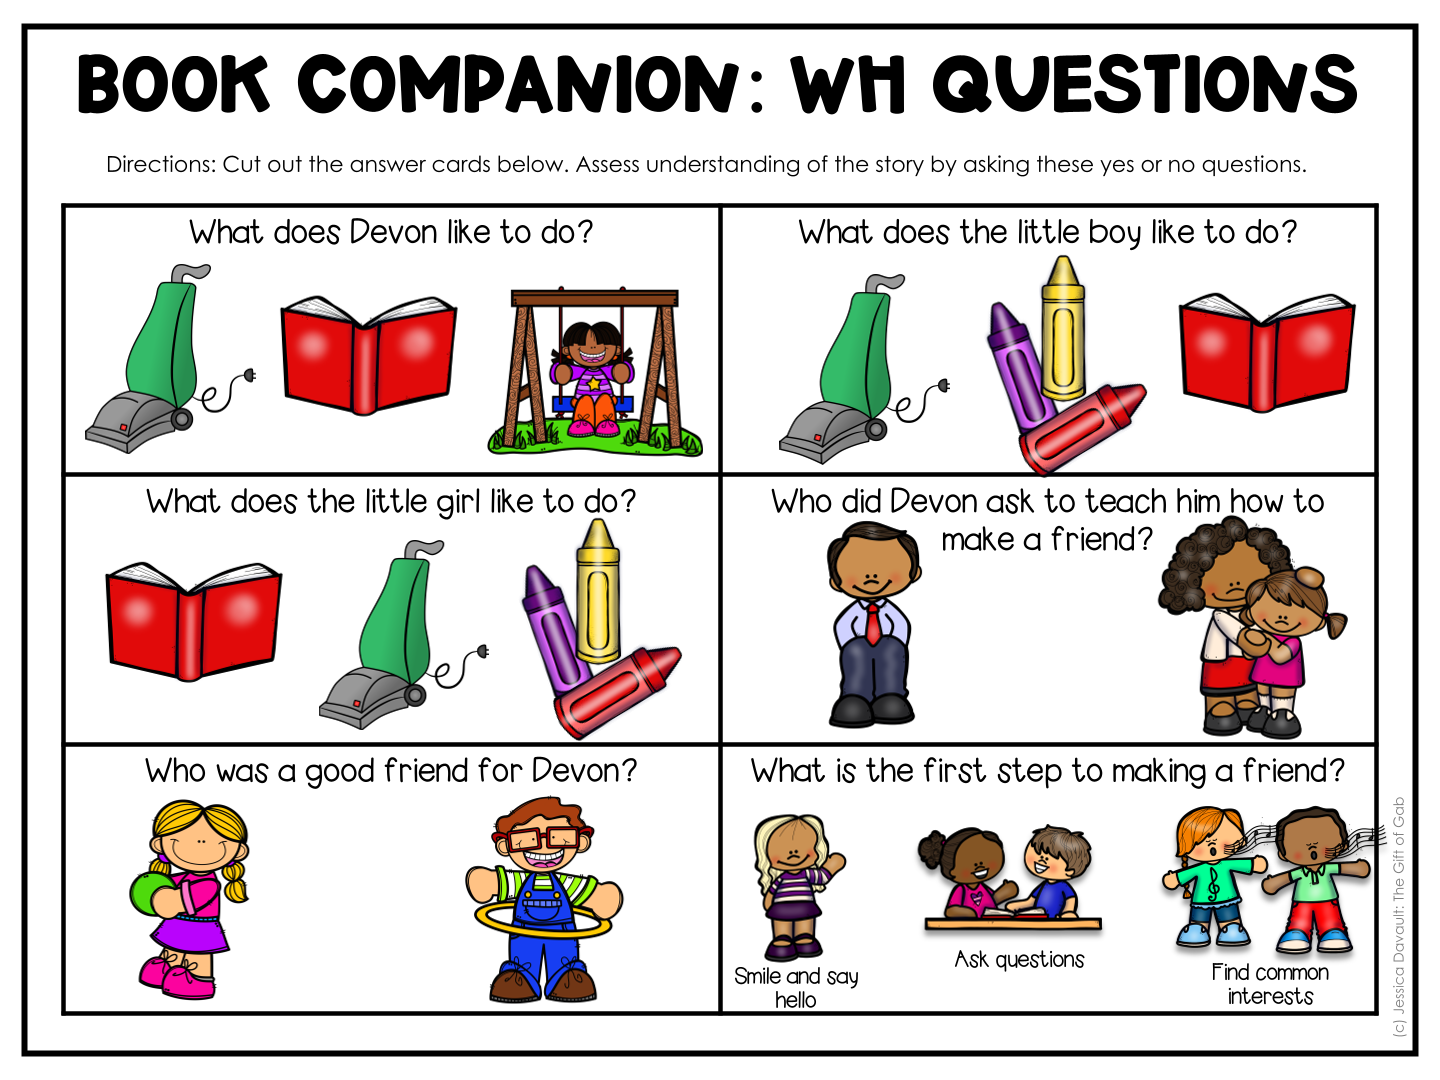 BOOK COMPANION: WH QUESTIONS
Directions: Cut out the answer cards below. Assess understanding of the story by asking these yes or no questions.
What does Devon like to do?
What does the little boy like to do?
What does the little girl like to do?
Who did Devon ask to teach him how to
make a friend?
Who was a good friend for Devon?
What is the first step to making a friend?
Smile and say
hello
Ask questions
Find common
interests
(c) Jessica Davault: The Gift of Gab